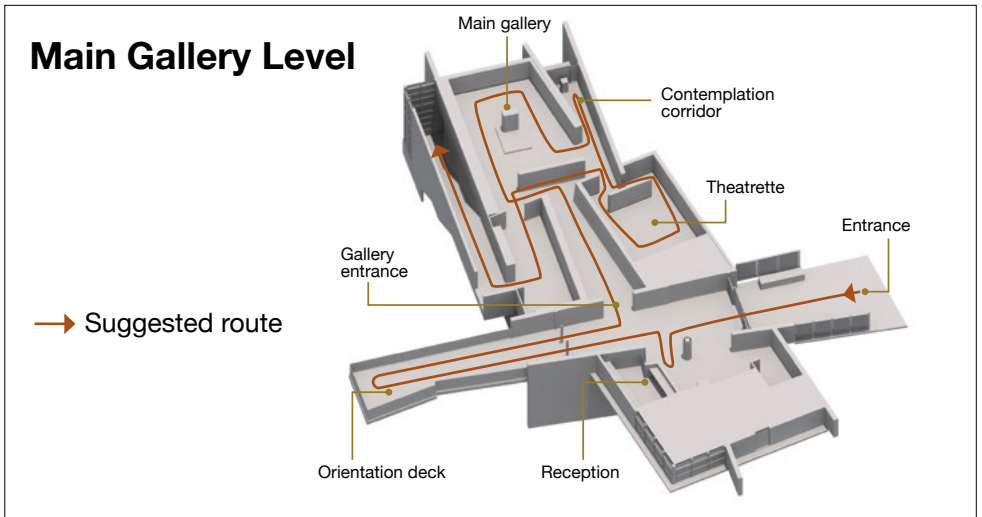 Main Gallery Level
Main gallery
Contemplation
corridor
Theatrette
Entrance
Gallery
entrance
Suggested route
Orientation deck
Reception